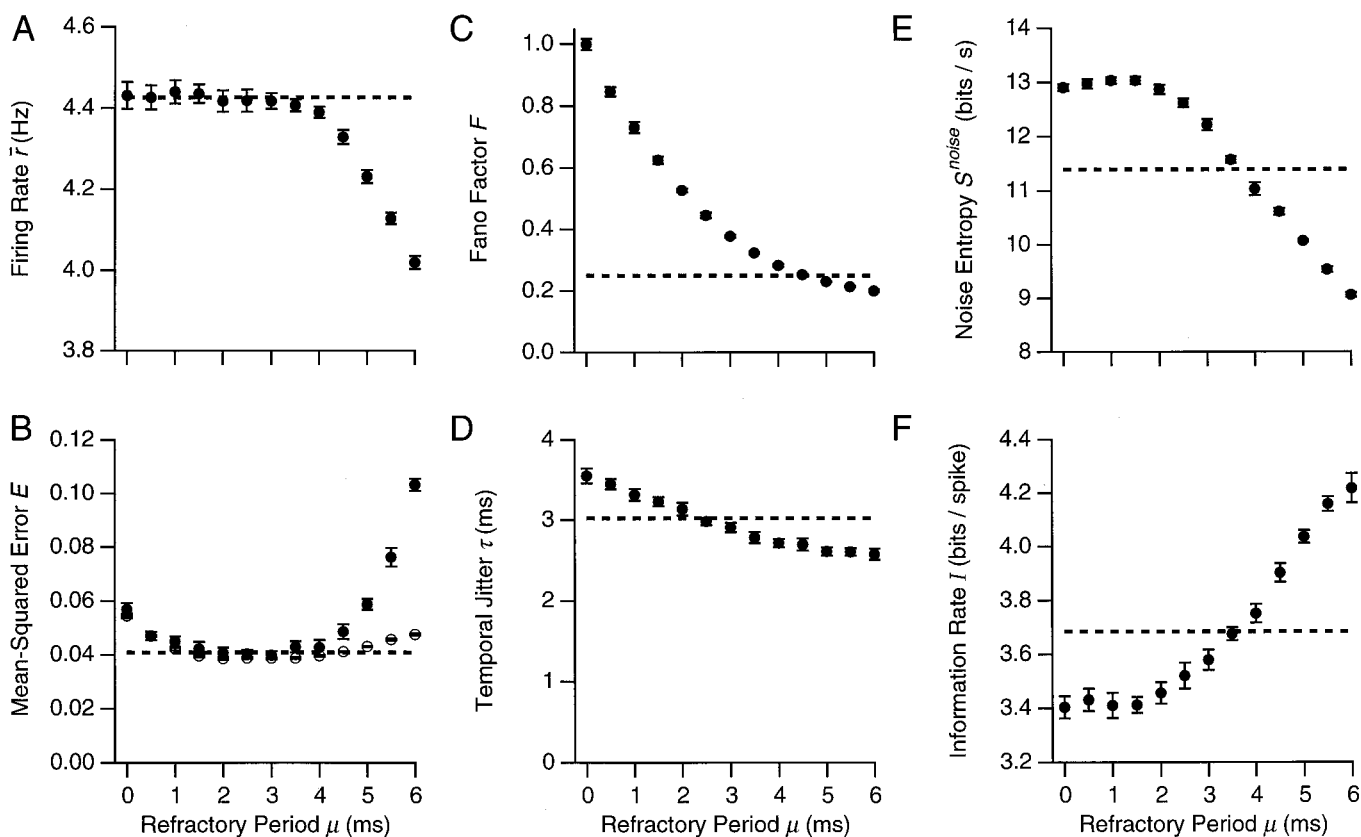 A
4.6
4.4
4.2
4.0
3.8
Firing Rate r̄ (Hz)
B
0.12
0.10
0.08
0.06
0.04
0.02
0.00
Mean-Squared Error E
0 1 2 3 4 5 6
Refractory Period μ (ms)
C
1.0
0.8
0.6
0.4
0.2
0.0
Fano Factor F
D
4
3
2
1
0
Temporal Jitter τ (ms)
0 1 2 3 4 5 6
Refractory Period μ (ms)
E
14
13
12
11
10
9
8
Noise Entropy S^noise (bits / s)
F
4.4
4.2
4.0
3.8
3.6
3.4
3.2
Information Rate I (bits / spike)
0 1 2 3 4 5 6
Refractory Period μ (ms)